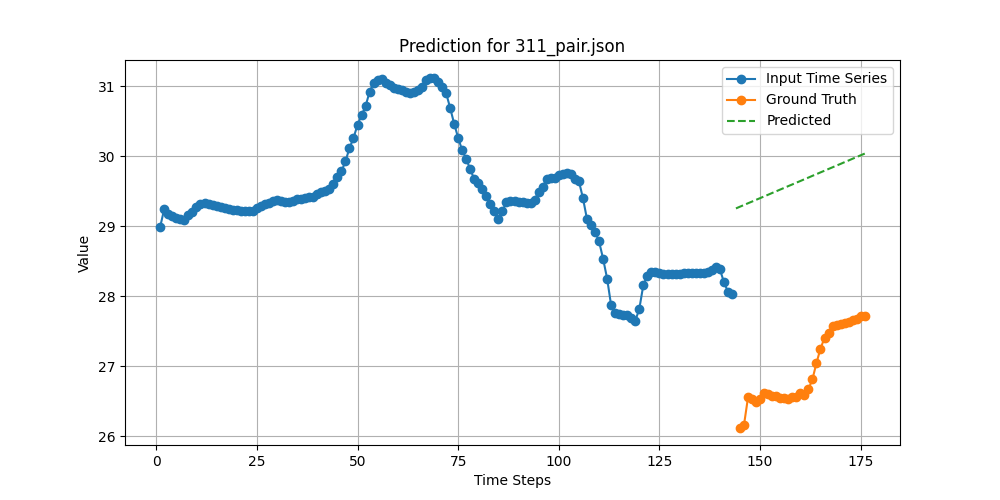 Prediction for 311_pair.json
Input Time Series
Ground Truth
Predicted
Value
31
30
29
28
27
26
0 25 50 75 100 125 150 175
Time Steps